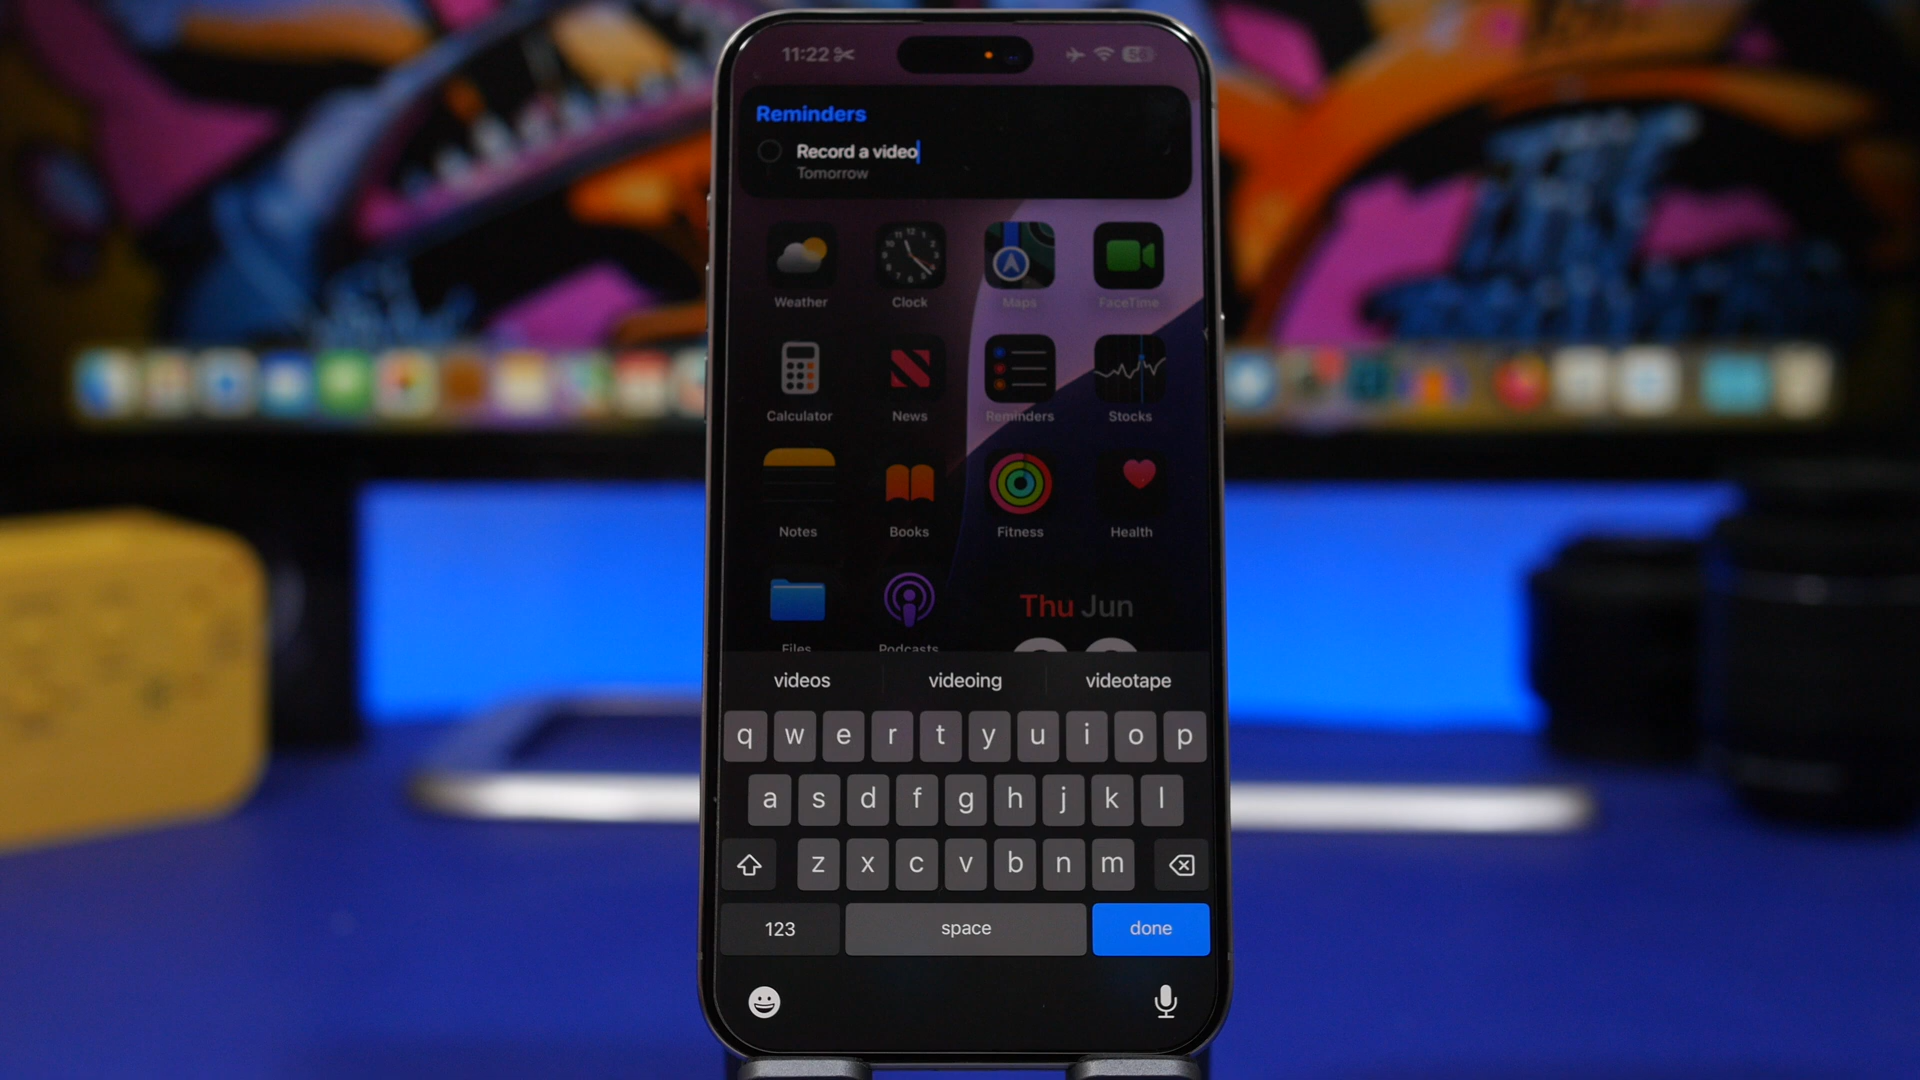 11:22
Reminders
Record a video
Tomorrow
Weather Clock Maps FaceTime
Calculator News Reminders Stocks
Notes Books Fitness Health
Thu Jun
Files Podcasts
videos videoing videotape
q w e r t y u i o p
a s d f g h j k l
z x c v b n m
123 space done